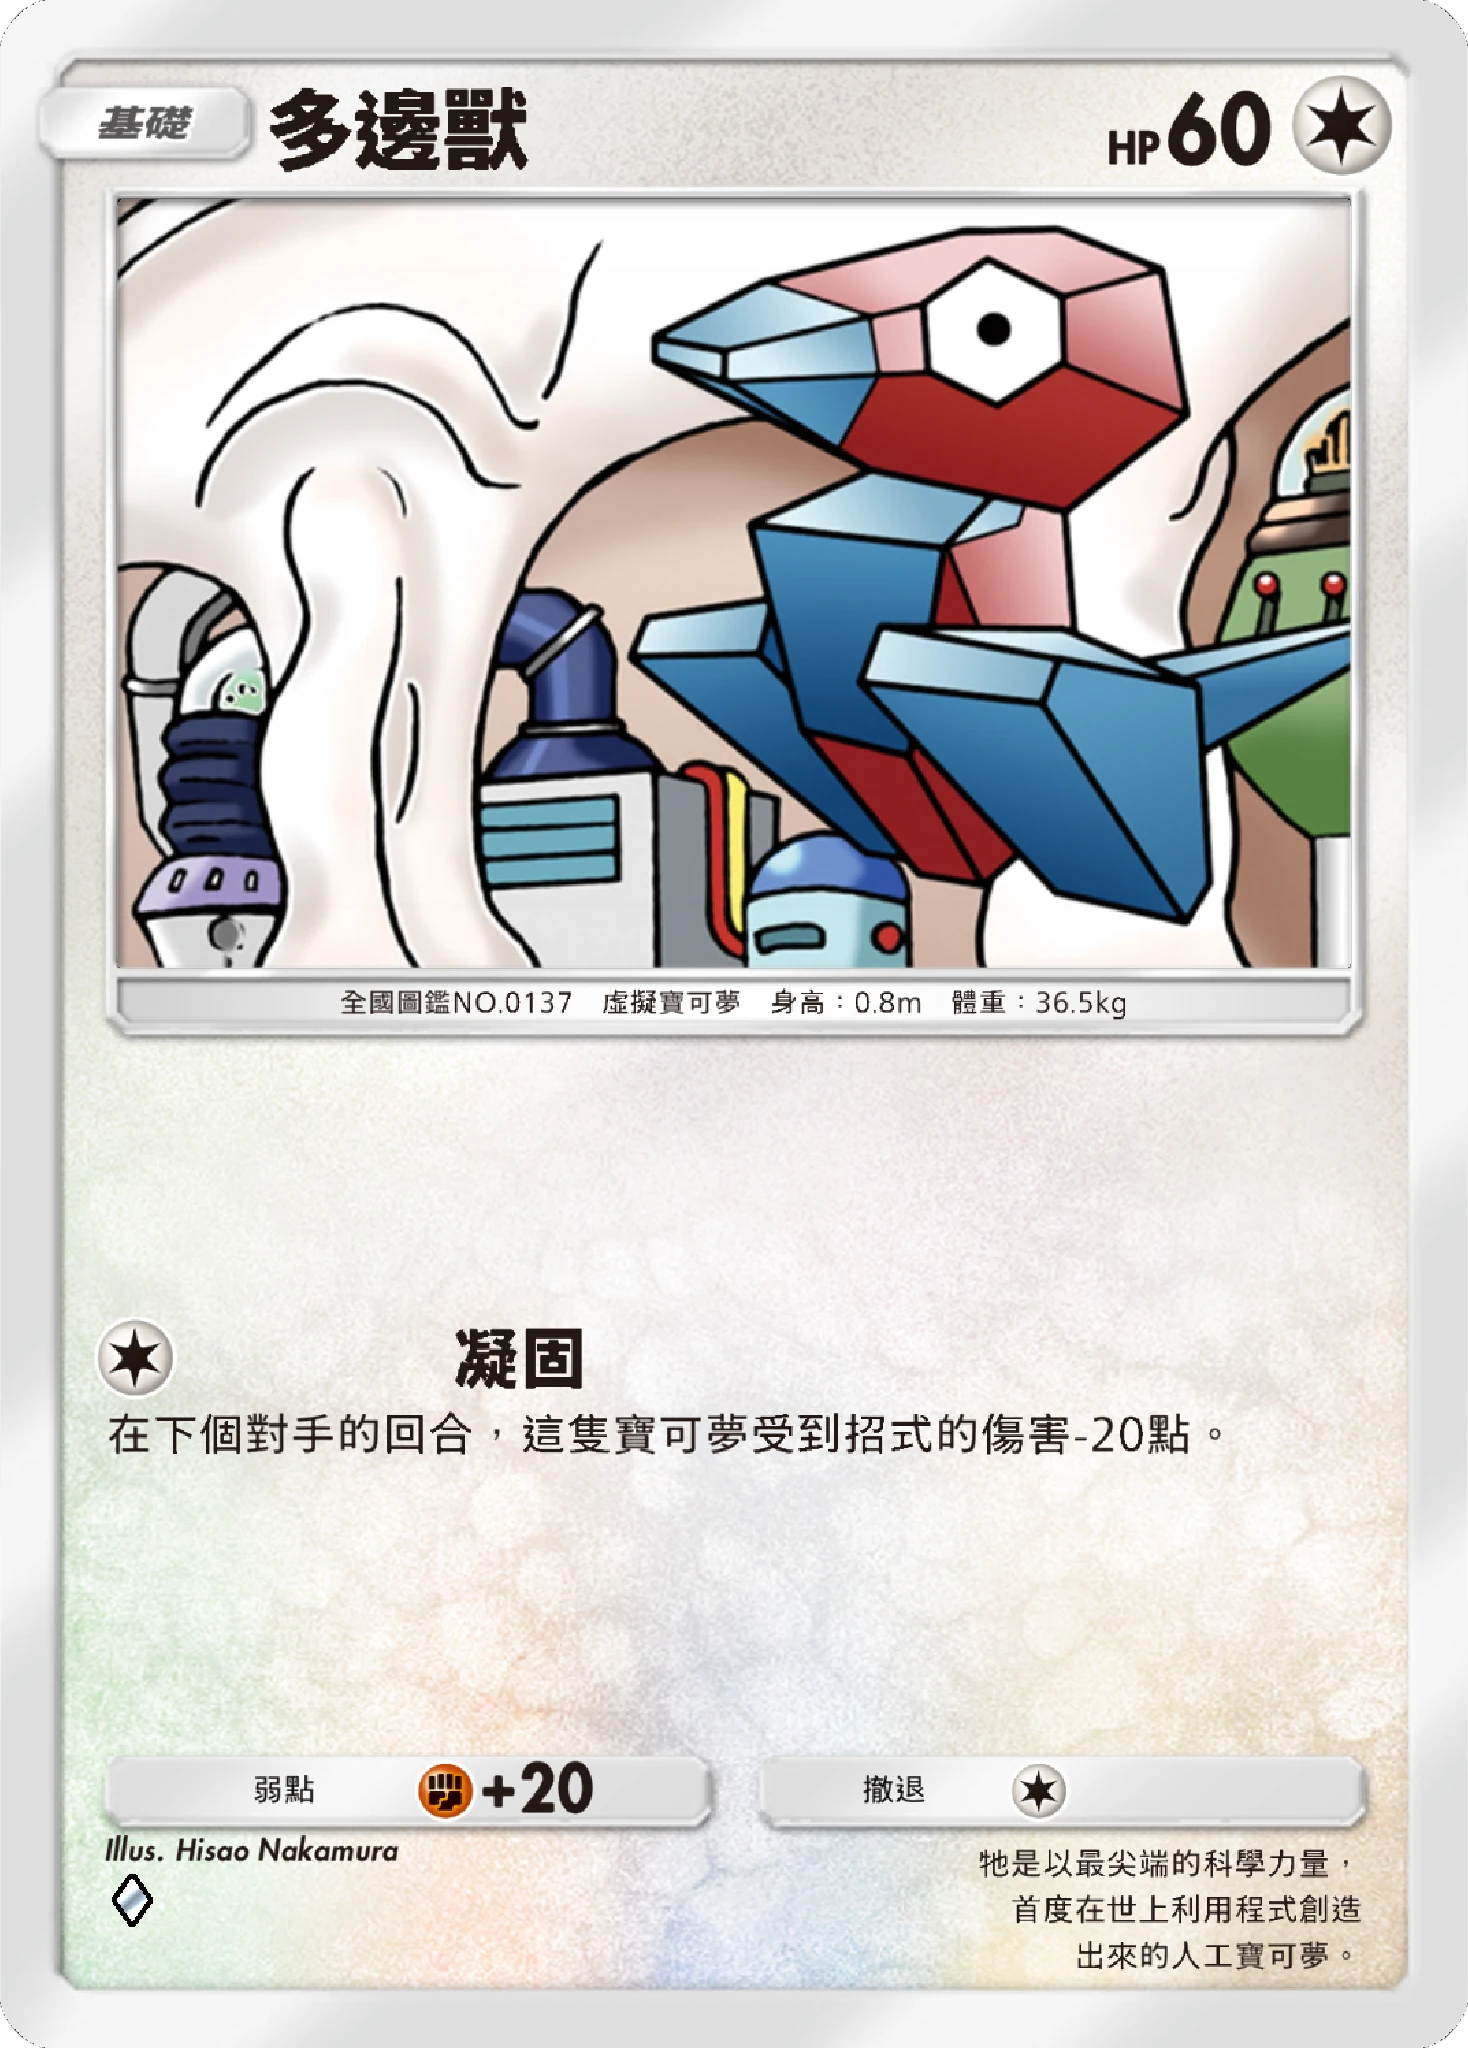 基礎 多邊獸 HP60
全國圖鑑NO.0137 虛擬寶可夢 身高：0.8m 體重：36.5kg
凝固
在下個對手的回合，這隻寶可夢受到招式的傷害-20點。
弱點 +20 撤退
Illus. Hisao Nakamura
牠是以最尖端的科學力量，
首度在世上利用程式創造
出來的人工寶可夢。